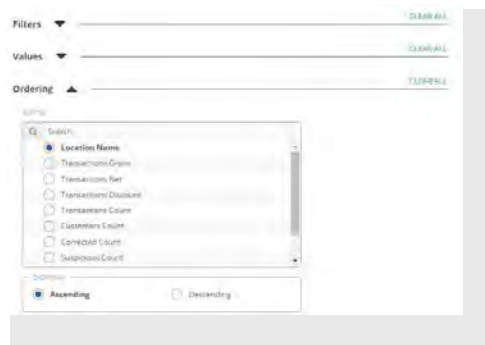 Filters CLEAR ALL
Values CLEAR ALL
Ordering CLEAR ALL
Search
Location Name
Transactions Gross
Transactions Net
Transactions Discount
Transactions Count
Customers Count
Corrected Count
Suspicious Count
Ascending Descending